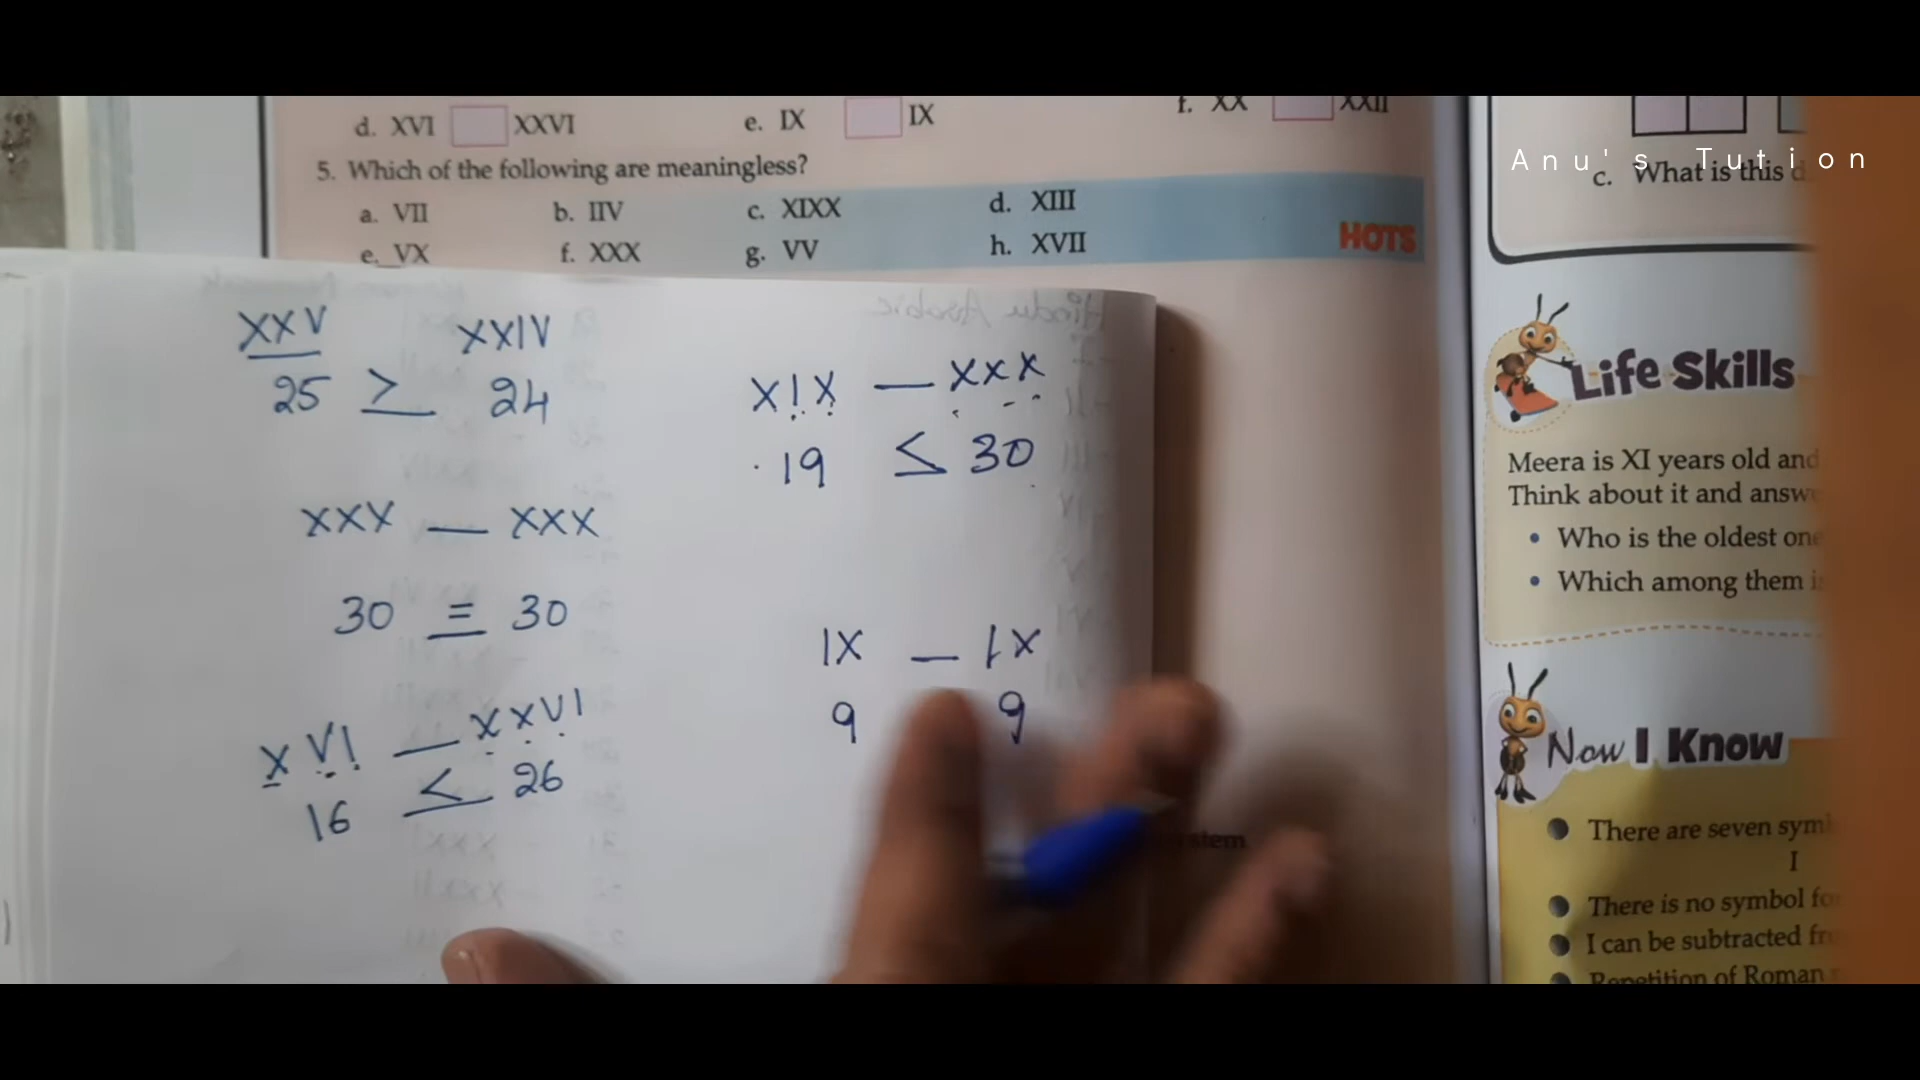 d. XVI XXVI e. IX IX f. XX XXII
5. Which of the following are meaningless?
a. VII b. IIV c. XIXX d. XIII
e. VX f. XXX g. VV h. XVII
HOTS
XXV XXIV
25 > 24
XXX — XXX
30 = 30
XVI — XXVI
16 < 26
XIX — XXX
19 < 30
IX — IX
9 9
Anu's Tution
c. What is this
Life Skills
Meera is XI years old and
Think about it and answ
• Who is the oldest one
• Which among them i
Now I Know
There are seven sym
I
There is no symbol fo
I can be subtracted fr
Repetition of Roman